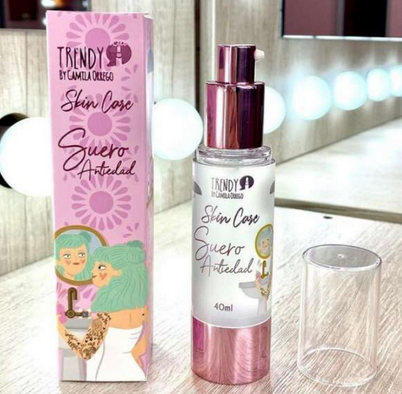 TRENDY
BY CAMILA ORREGO
Skin Care
Suero
Antiedad
TRENDY
BY CAMILA ORREGO
Skin Care
Suero
Antiedad
40ml